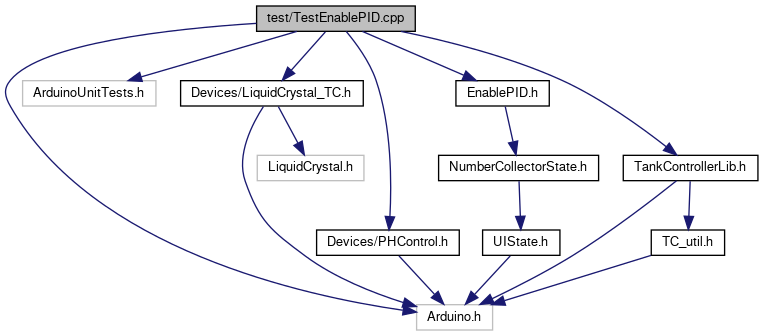 test/TestEnablePID.cpp
ArduinoUnitTests.h
Devices/LiquidCrystal_TC.h
EnablePID.h
LiquidCrystal.h
NumberCollectorState.h
TankControllerLib.h
Devices/PHControl.h
UIState.h
TC_util.h
Arduino.h